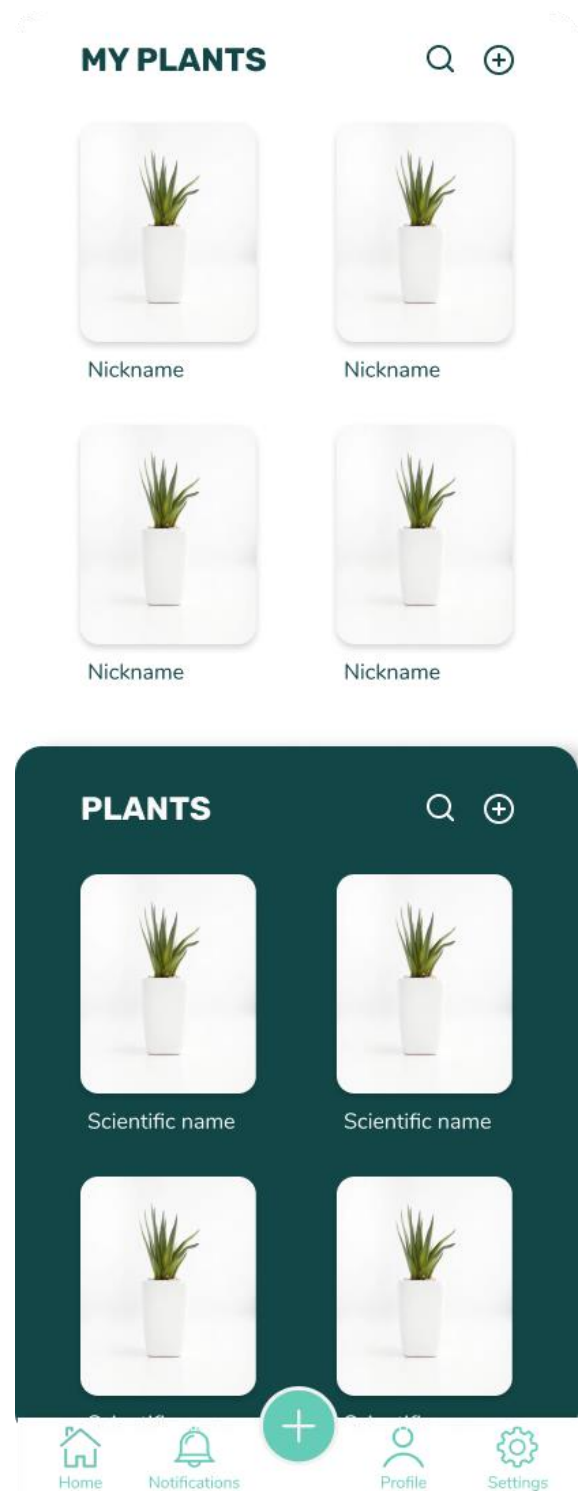 MY PLANTS
Nickname Nickname
Nickname Nickname
PLANTS
Scientific name Scientific name
Home Notifications Profile Settings